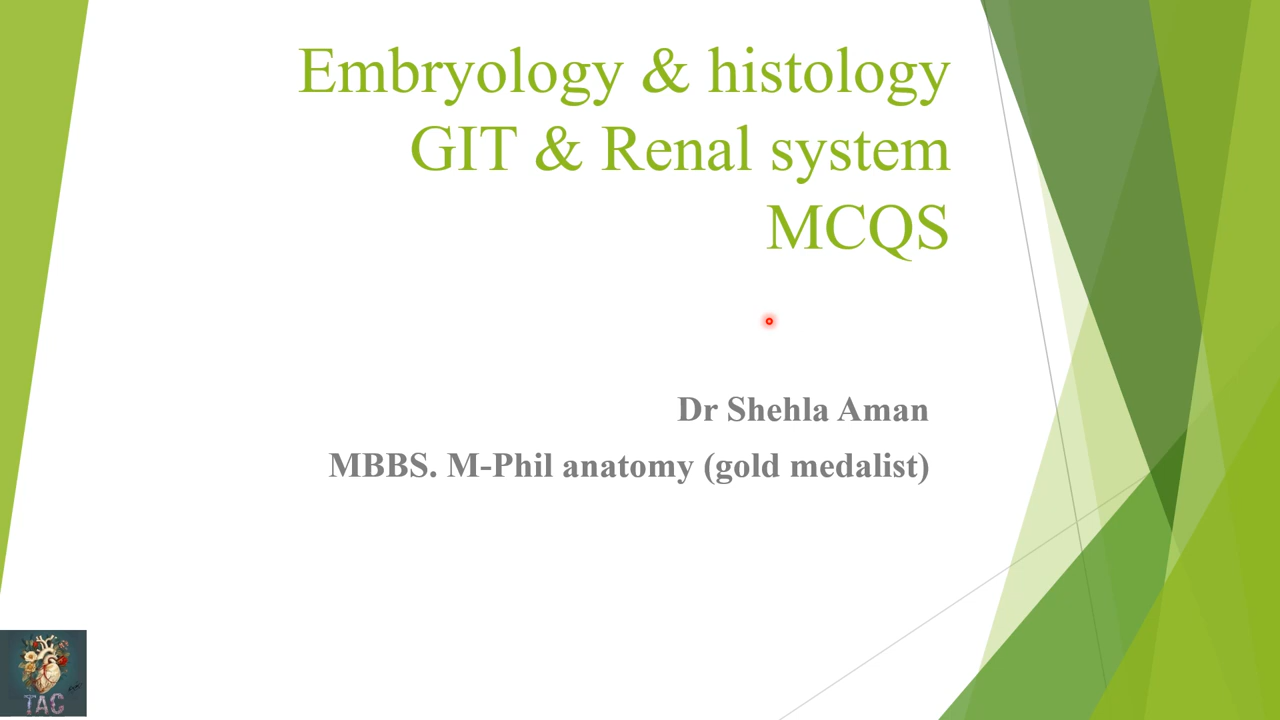 Embryology & histology
GIT & Renal system
MCQS
Dr Shehla Aman
MBBS. M-Phil anatomy (gold medalist)
TAC